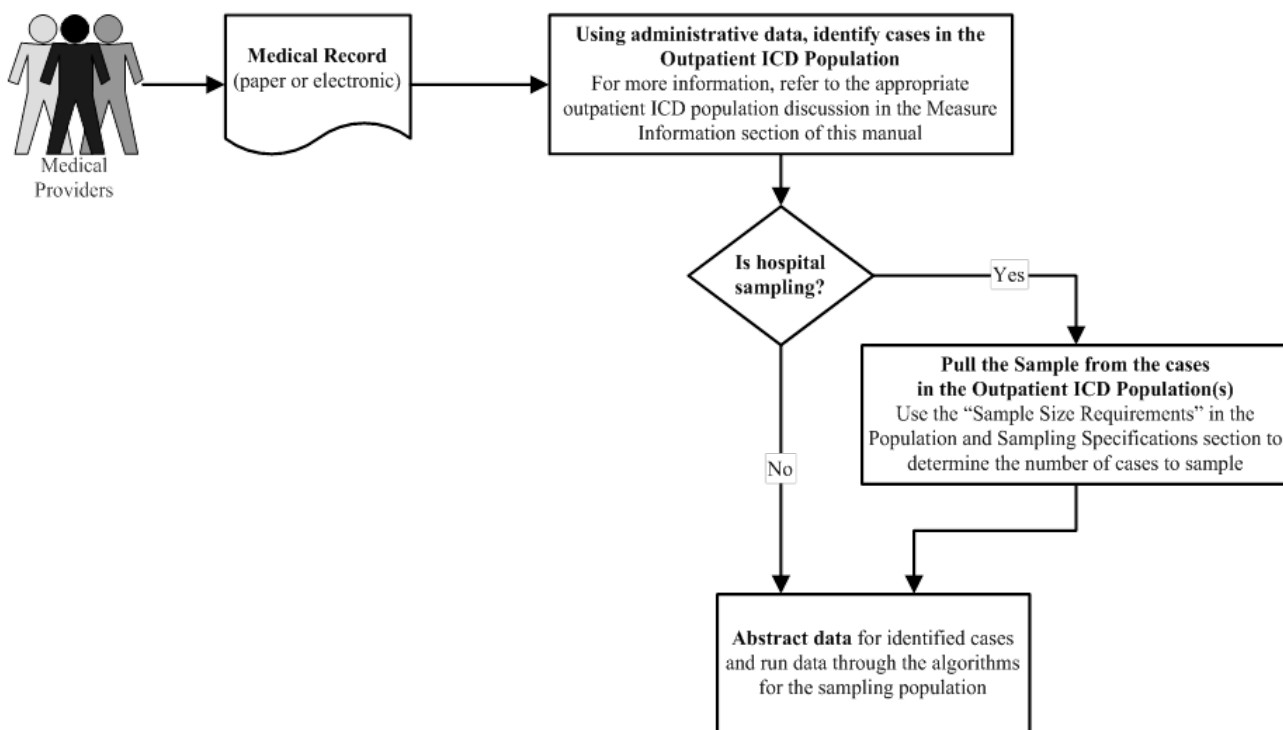 Medical
Providers
Medical Record
(paper or electronic)
Using administrative data, identify cases in the
Outpatient ICD Population
For more information, refer to the appropriate
outpatient ICD population discussion in the Measure
Information section of this manual
Is hospital
sampling?
Yes
Pull the Sample from the cases
in the Outpatient ICD Population(s)
Use the “Sample Size Requirements” in the
Population and Sampling Specifications section to
determine the number of cases to sample
No
Abstract data for identified cases
and run data through the algorithms
for the sampling population